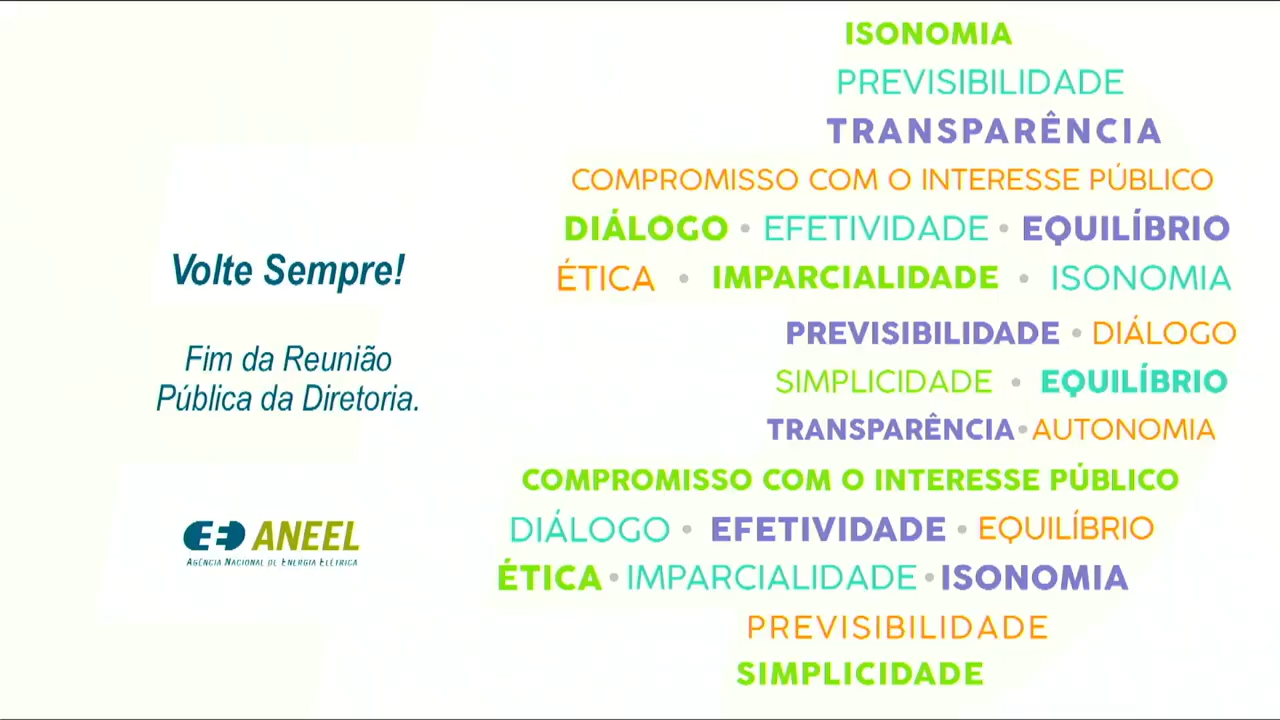 Volte Sempre!
Fim da Reunião
Pública da Diretoria.
ANEEL
AGÊNCIA NACIONAL DE ENERGIA ELÉTRICA
ISONOMIA
PREVISIBILIDADE
TRANSPARÊNCIA
COMPROMISSO COM O INTERESSE PÚBLICO
DIÁLOGO • EFETIVIDADE • EQUILÍBRIO
ÉTICA • IMPARCIALIDADE • ISONOMIA
PREVISIBILIDADE • DIÁLOGO
SIMPLICIDADE • EQUILÍBRIO
TRANSPARÊNCIA • AUTONOMIA
COMPROMISSO COM O INTERESSE PÚBLICO
DIÁLOGO • EFETIVIDADE • EQUILÍBRIO
ÉTICA • IMPARCIALIDADE • ISONOMIA
PREVISIBILIDADE
SIMPLICIDADE